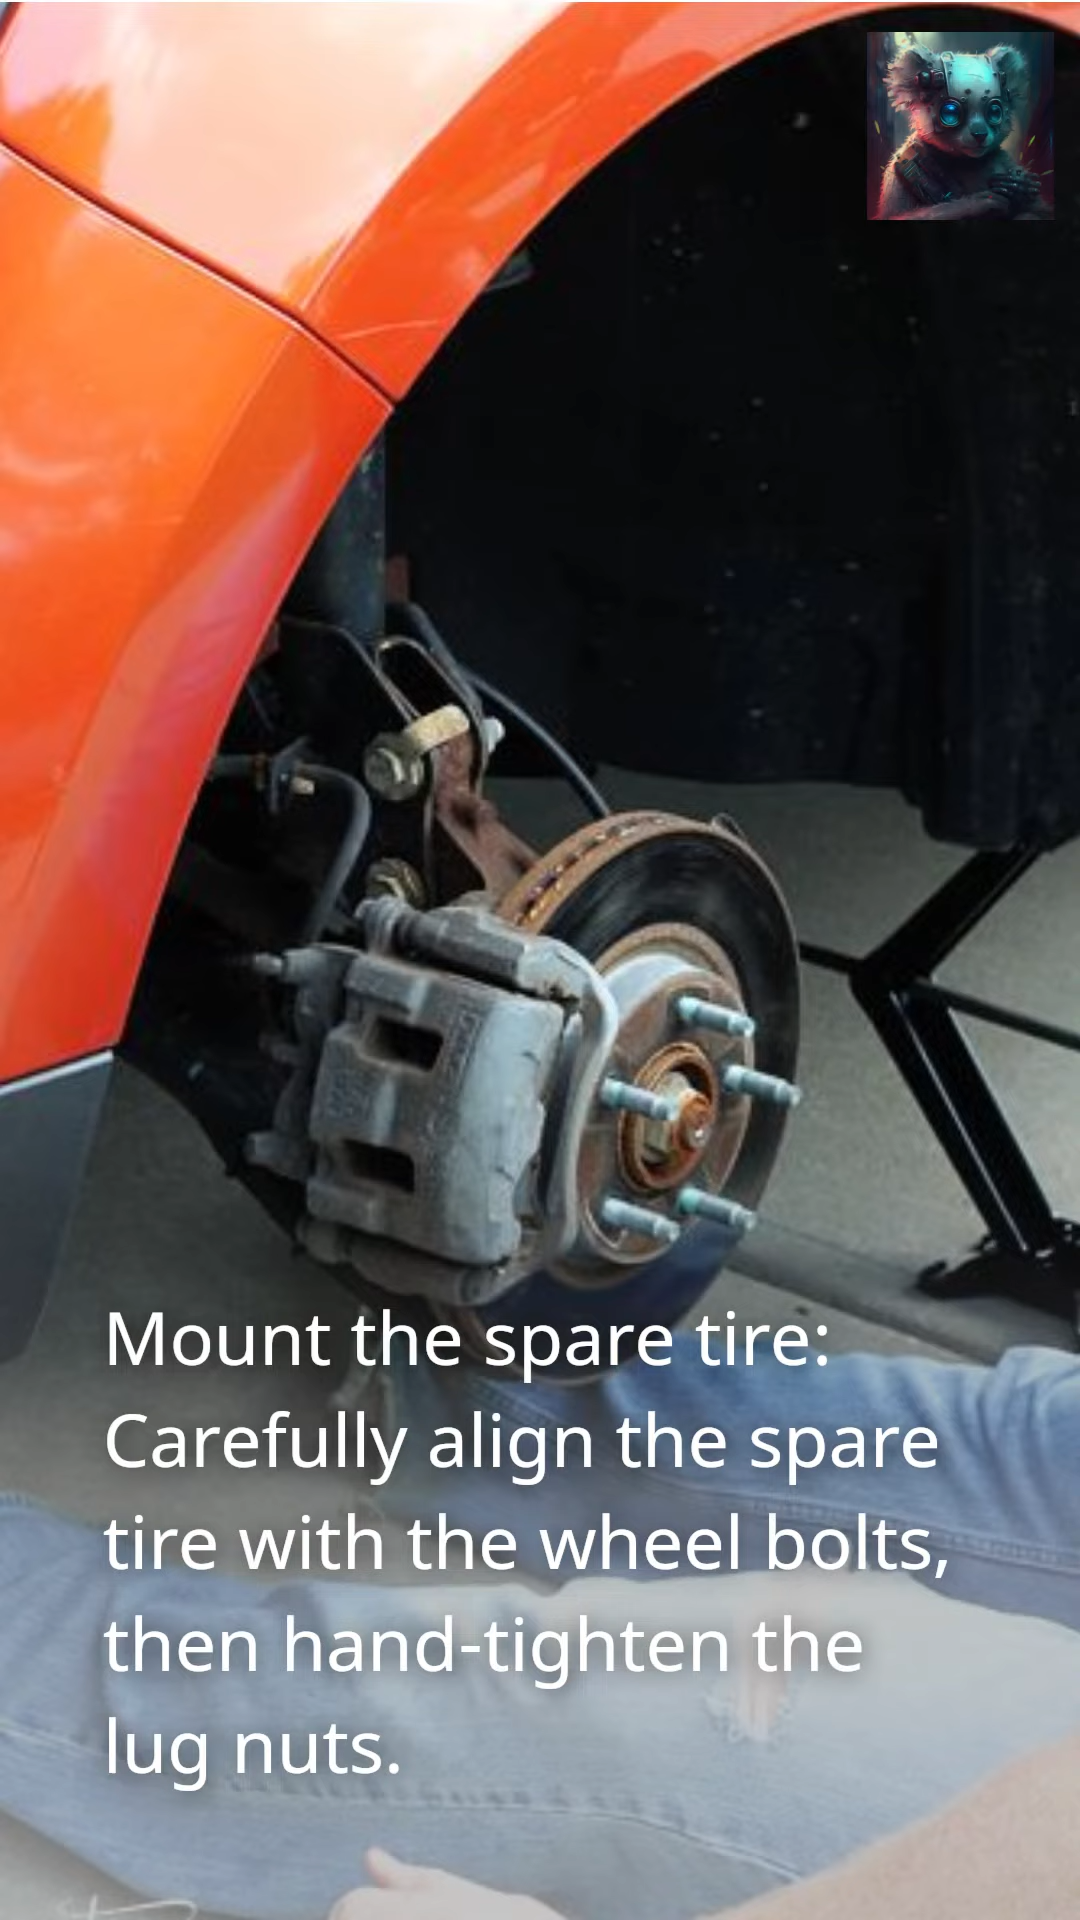 Mount the spare tire:
Carefully align the spare
tire with the wheel bolts,
then hand-tighten the
lug nuts.